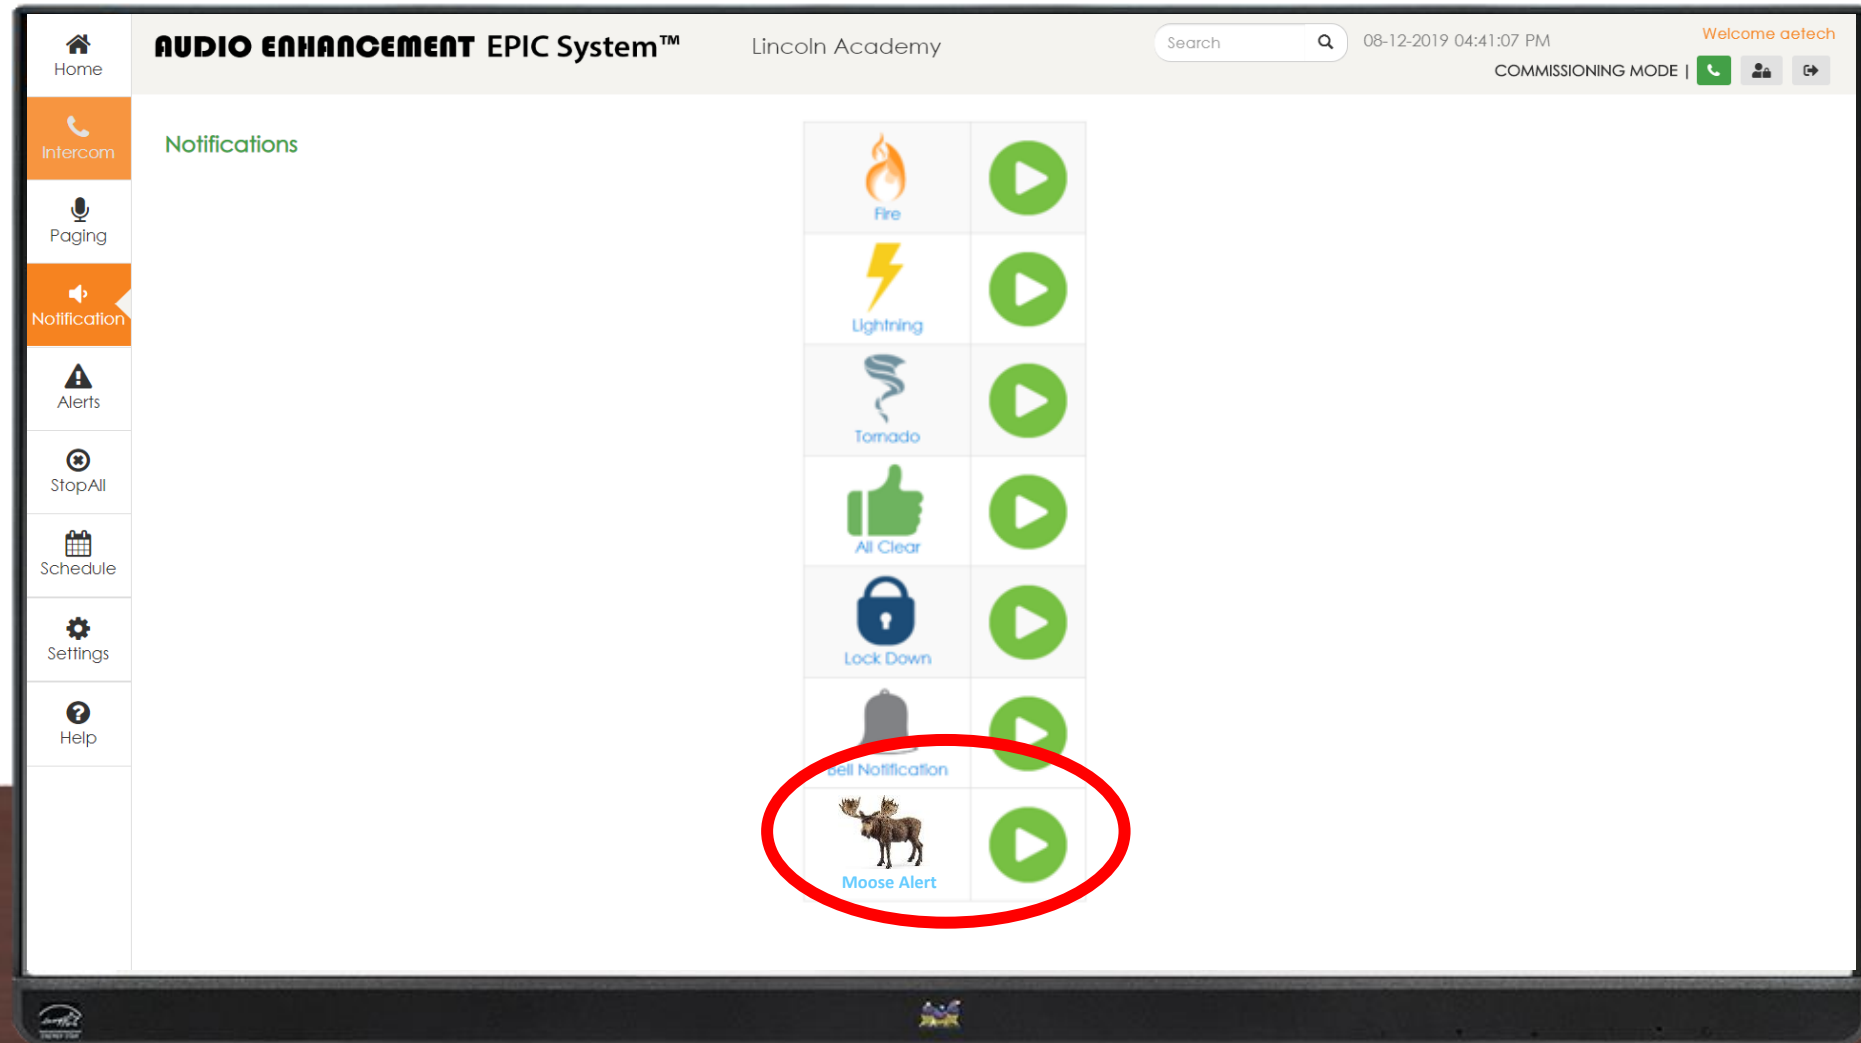 Home
AUDIO ENHANCEMENT EPIC System™
Lincoln Academy
Search
08-12-2019 04:41:07 PM
Welcome aetech
COMMISSIONING MODE |
Intercom
Paging
Notification
Alerts
StopAll
Schedule
Settings
Help
Notifications
Fire
Lightning
Tornado
All Clear
Lock Down
Bell Notification
Moose Alert
ENERGY STAR